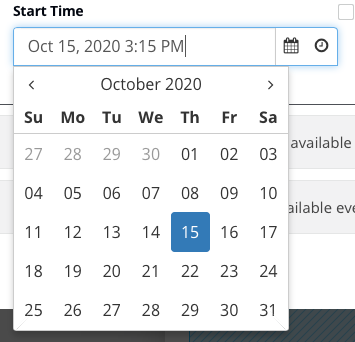 Start Time
Oct 15, 2020 3:15 PM
October 2020
Su Mo Tu We Th Fr Sa
27 28 29 30 01 02 03
available
04 05 06 07 08 09 10
11 12 13 14 15 16 17
18 19 20 21 22 23 24
25 26 27 28 29 30 31